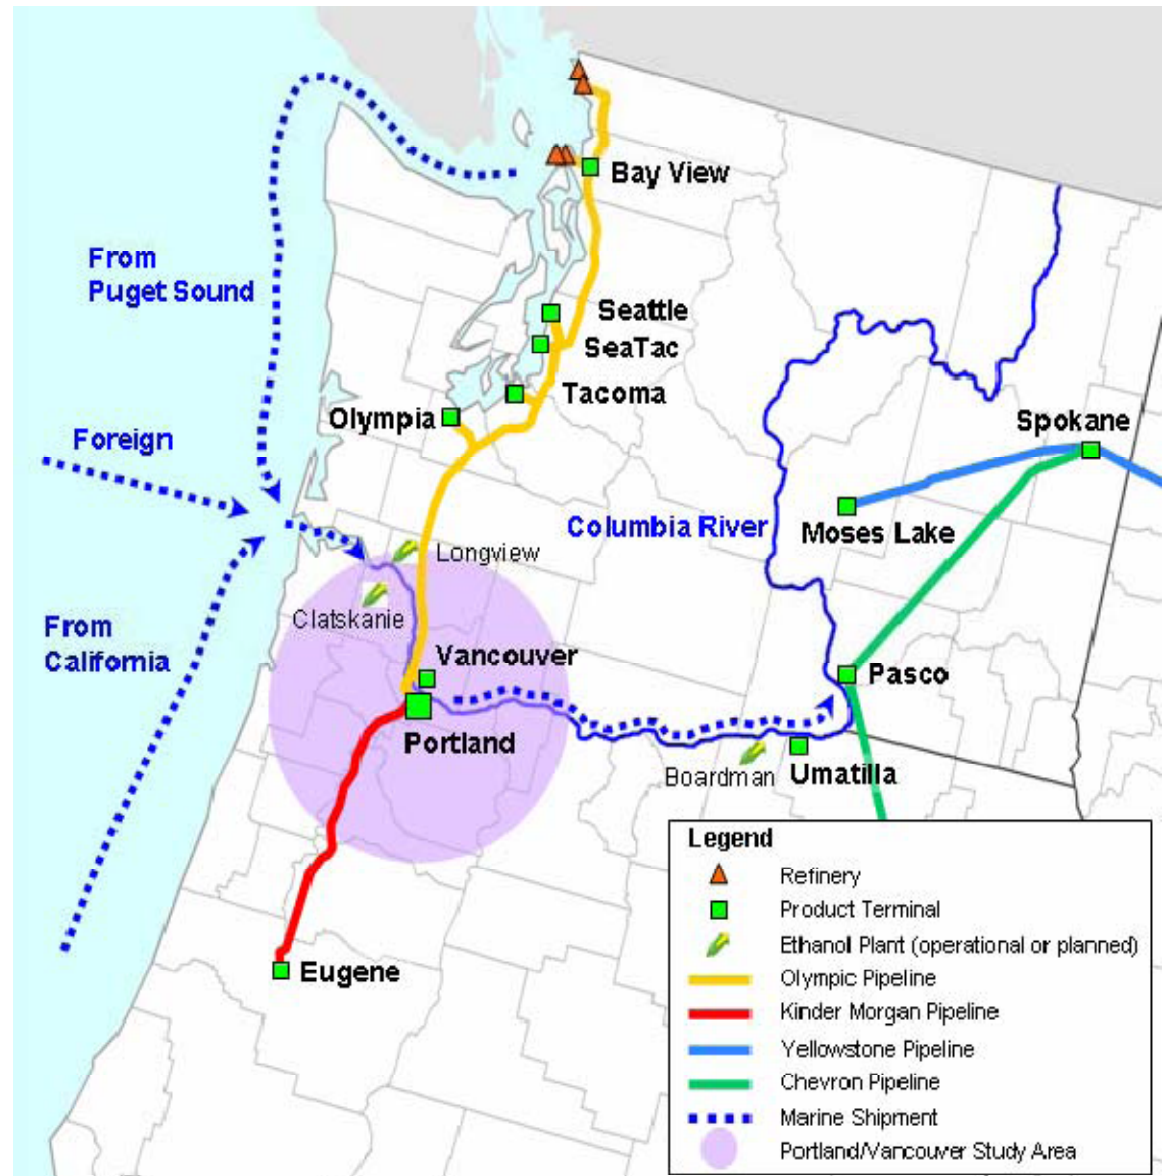 Bay View
From
Puget Sound
Seattle
SeaTac
Tacoma
Olympia
Spokane
Foreign
Columbia River
Moses Lake
Longview
Clatskanie
From
California
Vancouver
Pasco
Portland
Boardman
Umatilla
Eugene
Legend
Refinery
Product Terminal
Ethanol Plant (operational or planned)
Olympic Pipeline
Kinder Morgan Pipeline
Yellowstone Pipeline
Chevron Pipeline
Marine Shipment
Portland/Vancouver Study Area